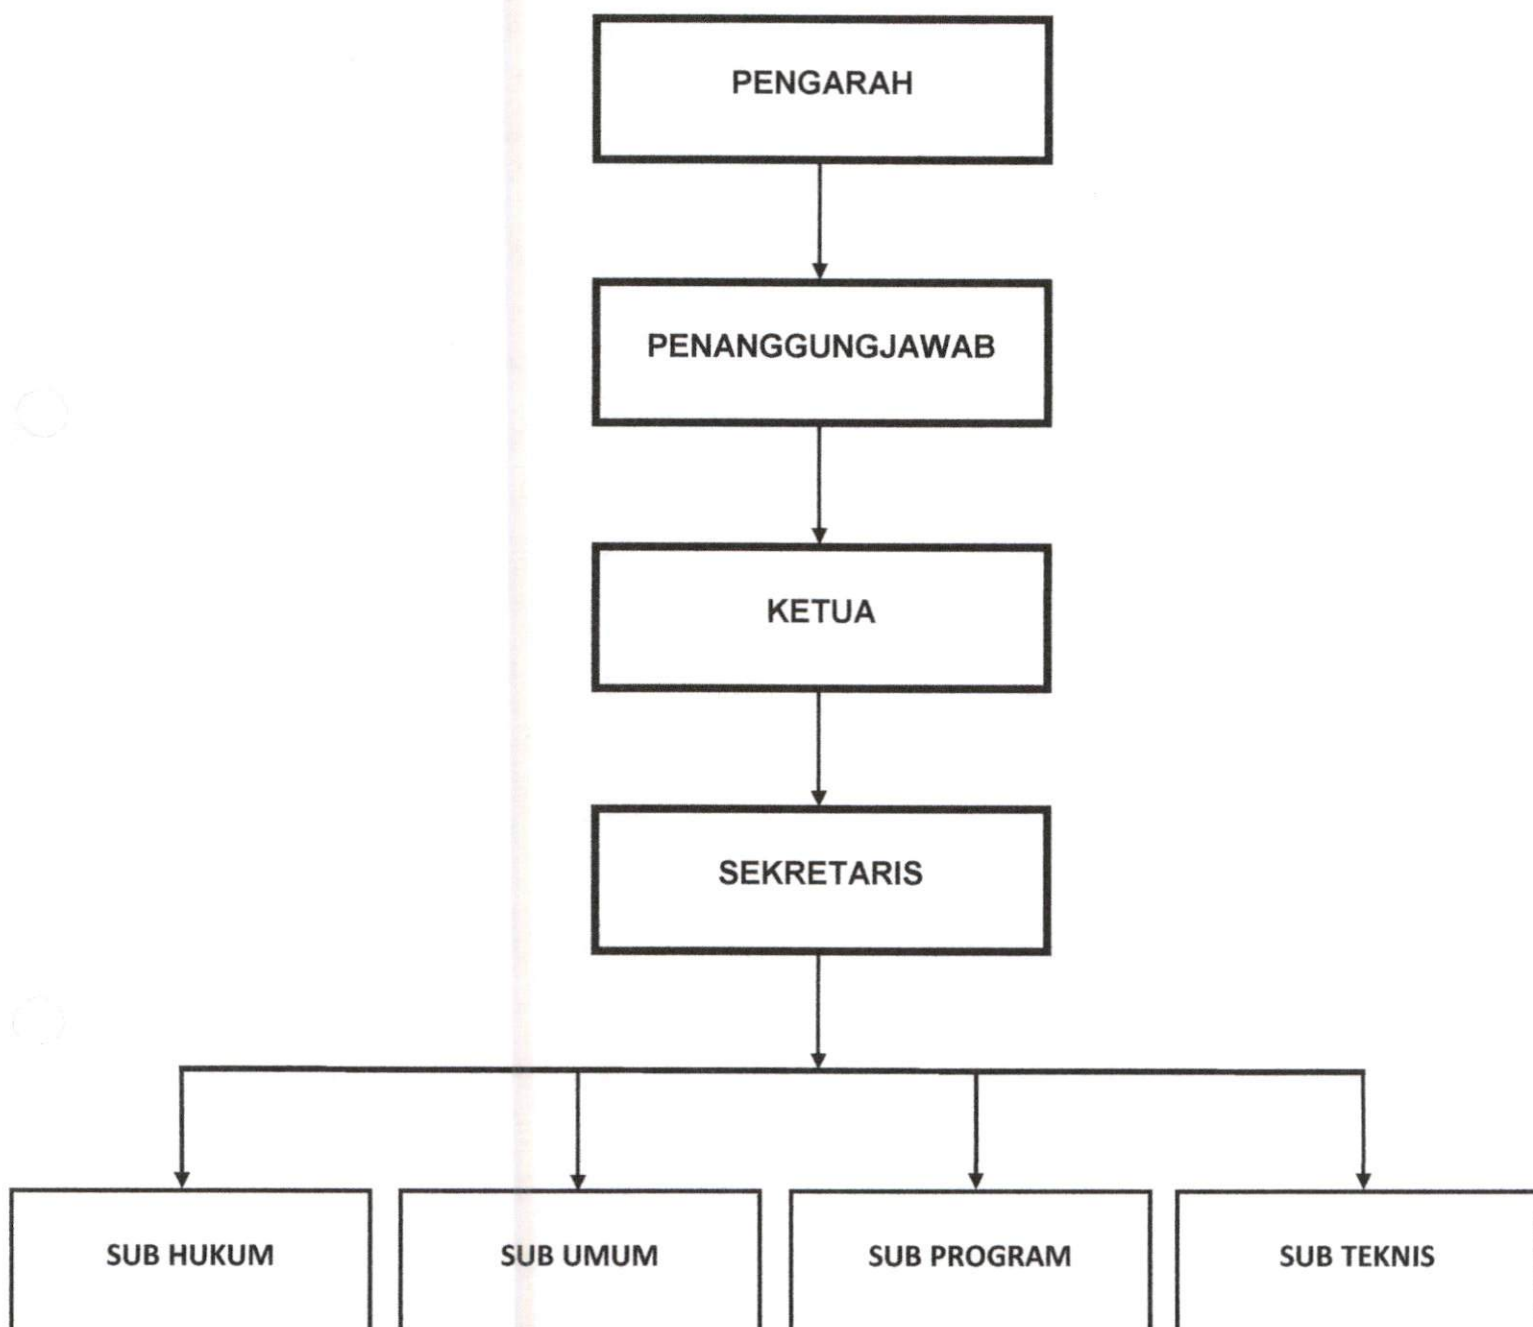 PENGARAH
PENANGGUNGJAWAB
KETUA
SEKRETARIS
SUB HUKUM
SUB UMUM
SUB PROGRAM
SUB TEKNIS